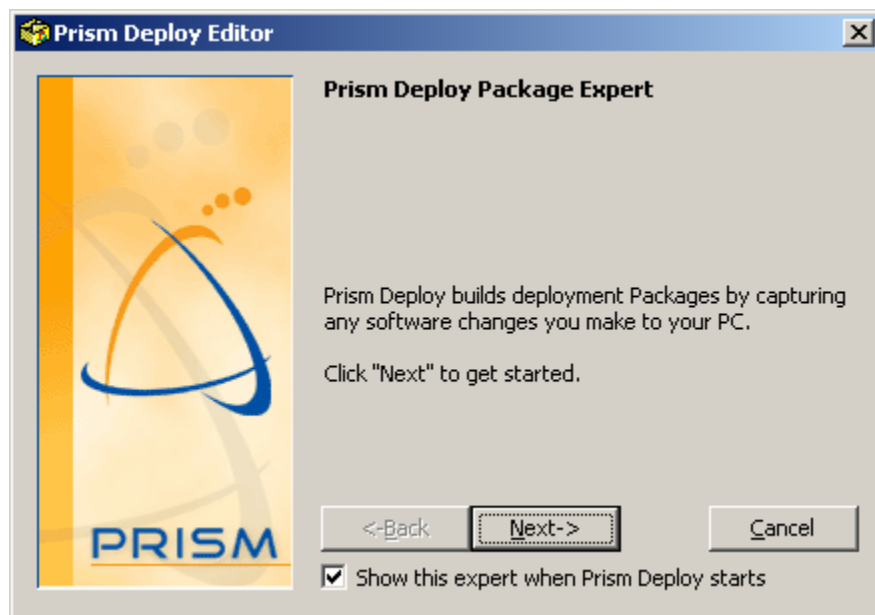 Prism Deploy Editor
Prism Deploy Package Expert
Prism Deploy builds deployment Packages by capturing
any software changes you make to your PC.
Click "Next" to get started.
PRISM
<-Back
Next->
Cancel
Show this expert when Prism Deploy starts